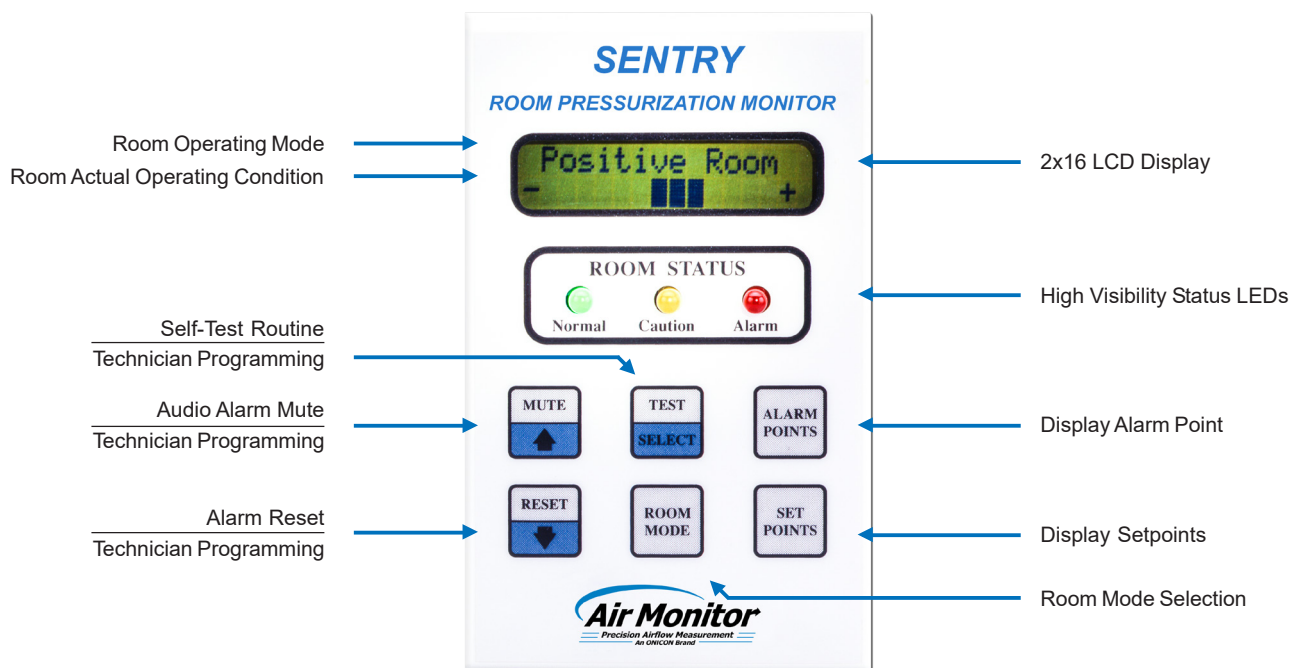 SENTRY
ROOM PRESSURIZATION MONITOR
Room Operating Mode
Room Actual Operating Condition
Positive Room
- +
2x16 LCD Display
ROOM STATUS
Normal Caution Alarm
High Visibility Status LEDs
Self-Test Routine
Technician Programming
Audio Alarm Mute
Technician Programming
MUTE
TEST
SELECT
ALARM
POINTS
Display Alarm Point
Alarm Reset
Technician Programming
RESET
ROOM
MODE
SET
POINTS
Display Setpoints
Room Mode Selection
Air Monitor
Precision Airflow Measurement
An ONICON Brand